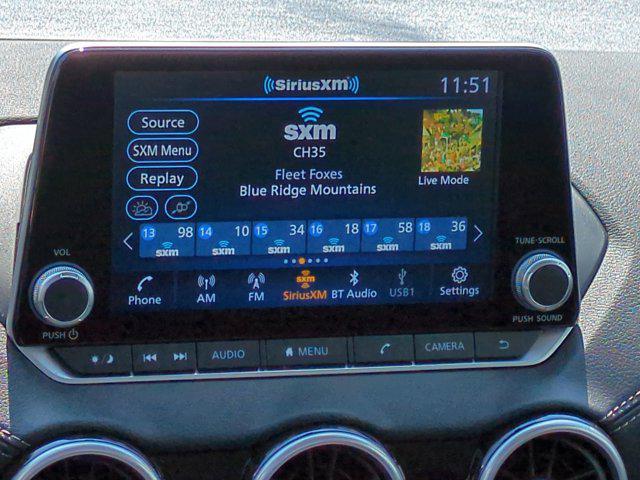 SiriusXM
11:51
Source
SXM Menu
Replay
sxm
CH35
Fleet Foxes
Blue Ridge Mountains
Live Mode
13 98 14 10 15 34 16 18 17 58 18 36
sxm sxm sxm sxm sxm sxm
Phone AM FM sxm SiriusXM BT Audio USB1 Settings
VOL
PUSH
TUNE·SCROLL
PUSH SOUND
AUDIO MENU CAMERA